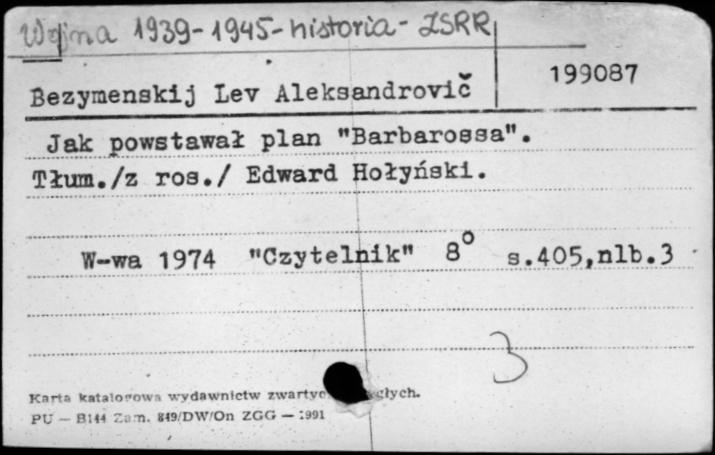 Wojna 1939-1945-historia-ZSRR
199087
Bezymenskij Lev Aleksandrovič
Jak powstawał plan "Barbarossa".
Tłum./z ros./ Edward Hołyński.
W-wa 1974 "Czytelnik" 8° s.405,nlb.3
3
Karta katalogowa wydawnictw
PU — B144 Zam. 849/DW/On ZGG — 1991